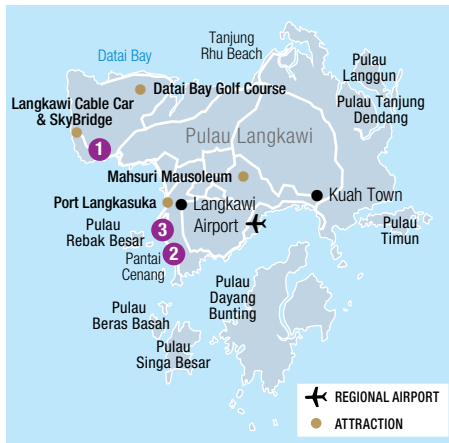 Datai Bay
Tanjung
Rhu Beach
Pulau
Langgun
Datai Bay Golf Course
Pulau Tanjung
Dendang
Langkawi Cable Car
& SkyBridge
1
Pulau Langkawi
Mahsuri Mausoleum
Kuah Town
Port Langkasuka
Langkawi
Airport
Pulau
Timun
Pulau
Rebak Besar
3
2
Pantai
Cenang
Pulau
Dayang
Bunting
Pulau
Beras Basah
Pulau
Singa Besar
REGIONAL AIRPORT
ATTRACTION